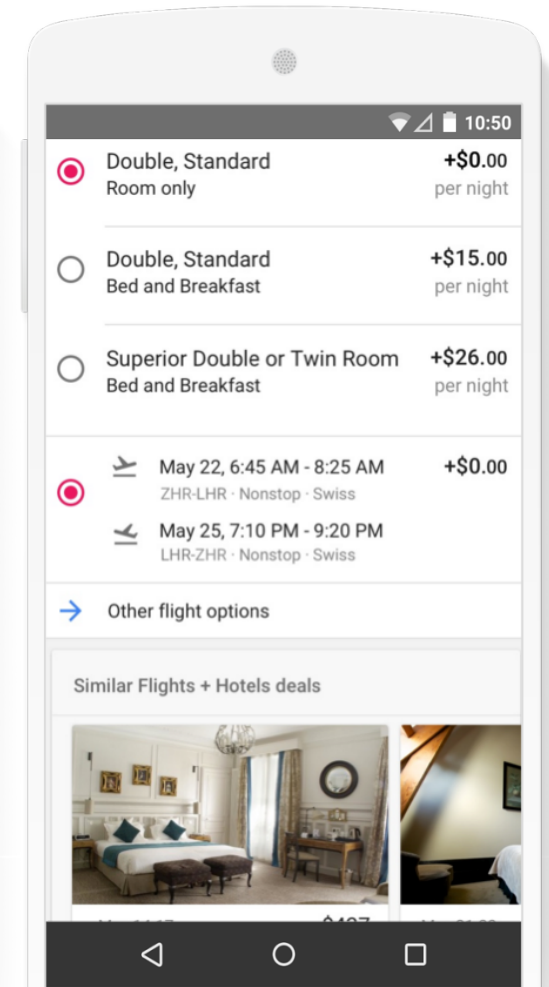 10:50
Double, Standard +$0.00
Room only per night
Double, Standard +$15.00
Bed and Breakfast per night
Superior Double or Twin Room +$26.00
Bed and Breakfast per night
May 22, 6:45 AM - 8:25 AM +$0.00
ZHR-LHR · Nonstop · Swiss
May 25, 7:10 PM - 9:20 PM
LHR-ZHR · Nonstop · Swiss
Other flight options
Similar Flights + Hotels deals